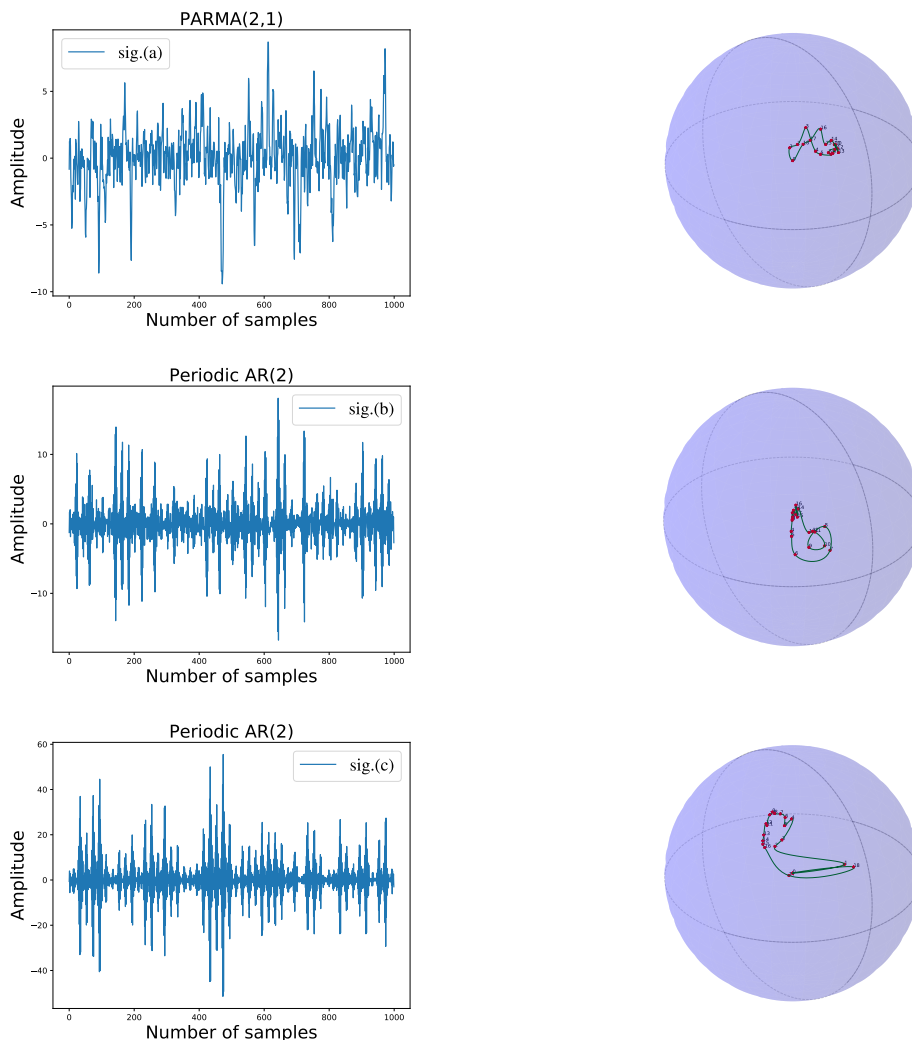 PARMA(2,1)
sig.(a)
Amplitude
5
0
−5
−10
0 200 400 600 800 1000
Number of samples
Periodic AR(2)
sig.(b)
Amplitude
10
0
−10
0 200 400 600 800 1000
Number of samples
Periodic AR(2)
sig.(c)
Amplitude
60
40
20
0
−20
−40
0 200 400 600 800 1000
Number of samples